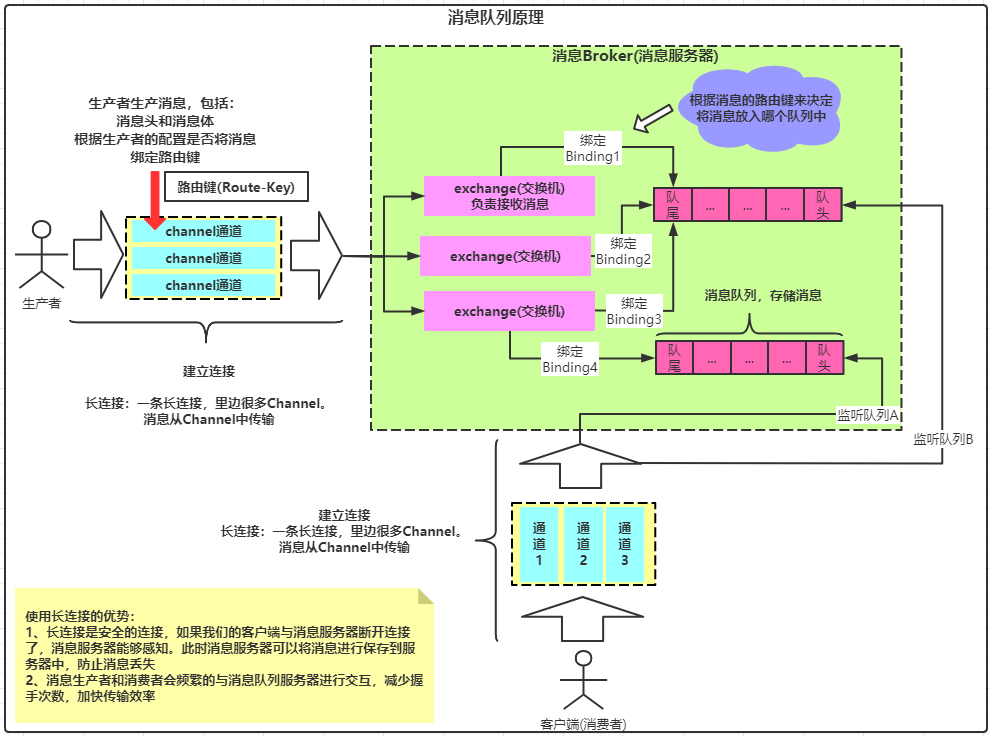 消息队列原理
消息Broker(消息服务器)
根据消息的路由键来决定
将消息放入哪个队列中
生产者生产消息，包括：
消息头和消息体
根据生产者的配置是否将消息
绑定路由键
路由键(Route-Key)
绑定
Binding1
exchange(交换机)
负责接收消息
队
尾
...
...
...
队
头
channel通道
channel通道
channel通道
生产者
exchange(交换机)
绑定
Binding2
exchange(交换机)
绑定
Binding3
消息队列，存储消息
绑定
Binding4
队
尾
...
...
...
队
头
建立连接
长连接：一条长连接，里边很多Channel。
消息从Channel中传输
监听队列A
监听队列B
建立连接
长连接：一条长连接，里边很多Channel。
消息从Channel中传输
通
道
1
通
道
2
通
道
3
使用长连接的优势：
1、长连接是安全的连接，如果我们的客户端与消息服务器断开连接
了，消息服务器能够感知。此时消息服务器可以将消息进行保存到服
务器中，防止消息丢失
2、消息生产者和消费者会频繁的与消息队列服务器进行交互，减少握
手次数，加快传输效率
客户端(消费者)